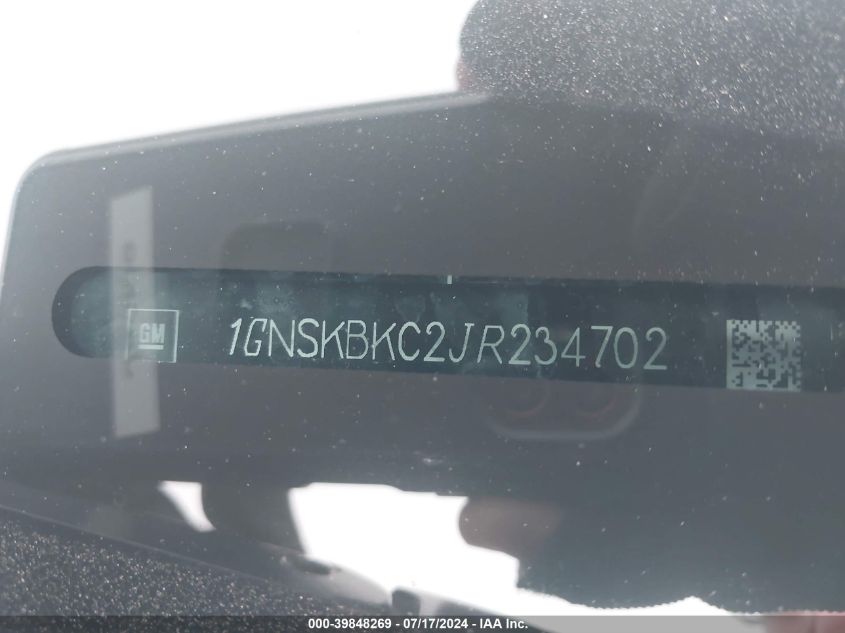 GM 1GNSKBKC2JR234702
000-39848269 - 07/17/2024 - IAA Inc.